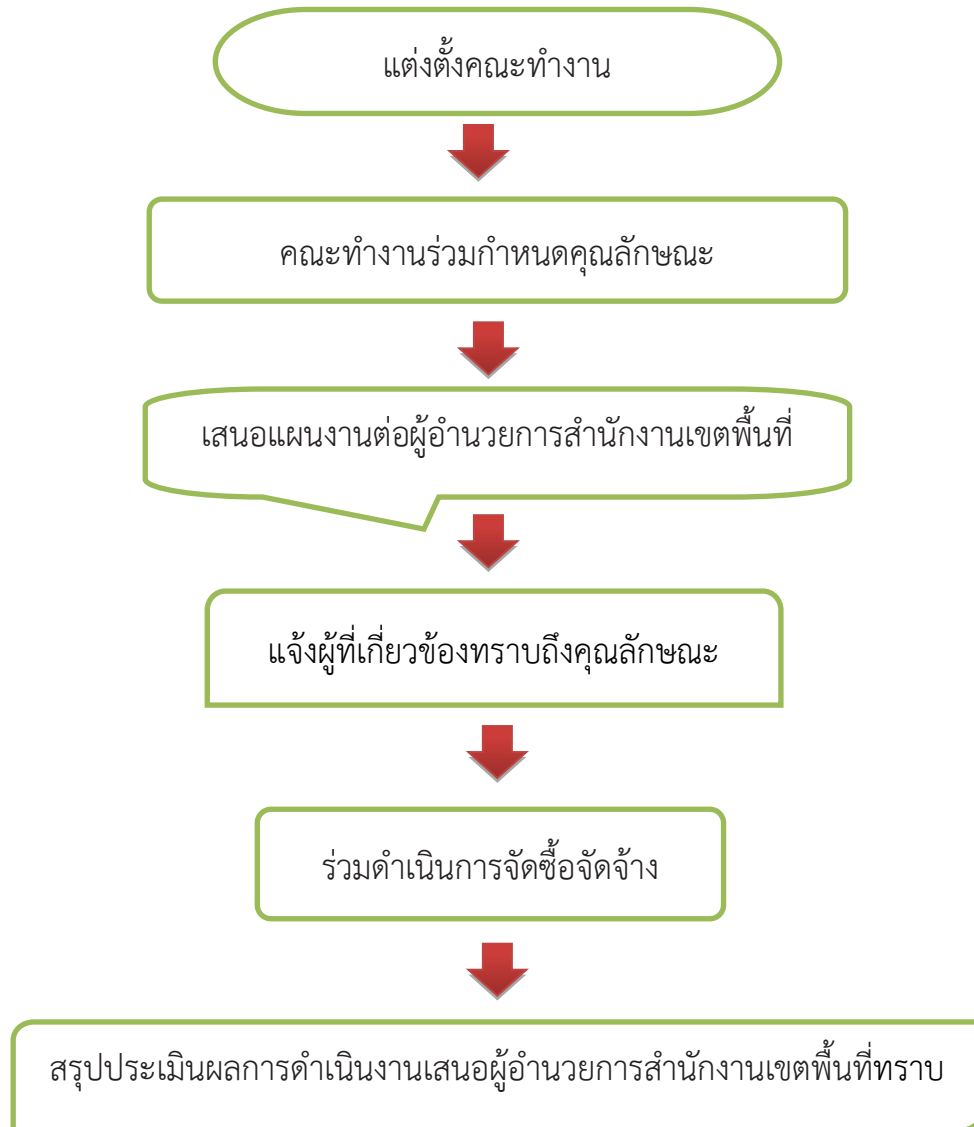 แต่งตั้งคณะทำงาน
คณะทำงานร่วมกำหนดคุณลักษณะ
เสนอแผนงานต่อผู้อำนวยการสำนักงานเขตพื้นที่
แจ้งผู้ที่เกี่ยวข้องทราบถึงคุณลักษณะ
ร่วมดำเนินการจัดซื้อจัดจ้าง
สรุปประเมินผลการดำเนินงานเสนอผู้อำนวยการสำนักงานเขตพื้นที่ทราบ